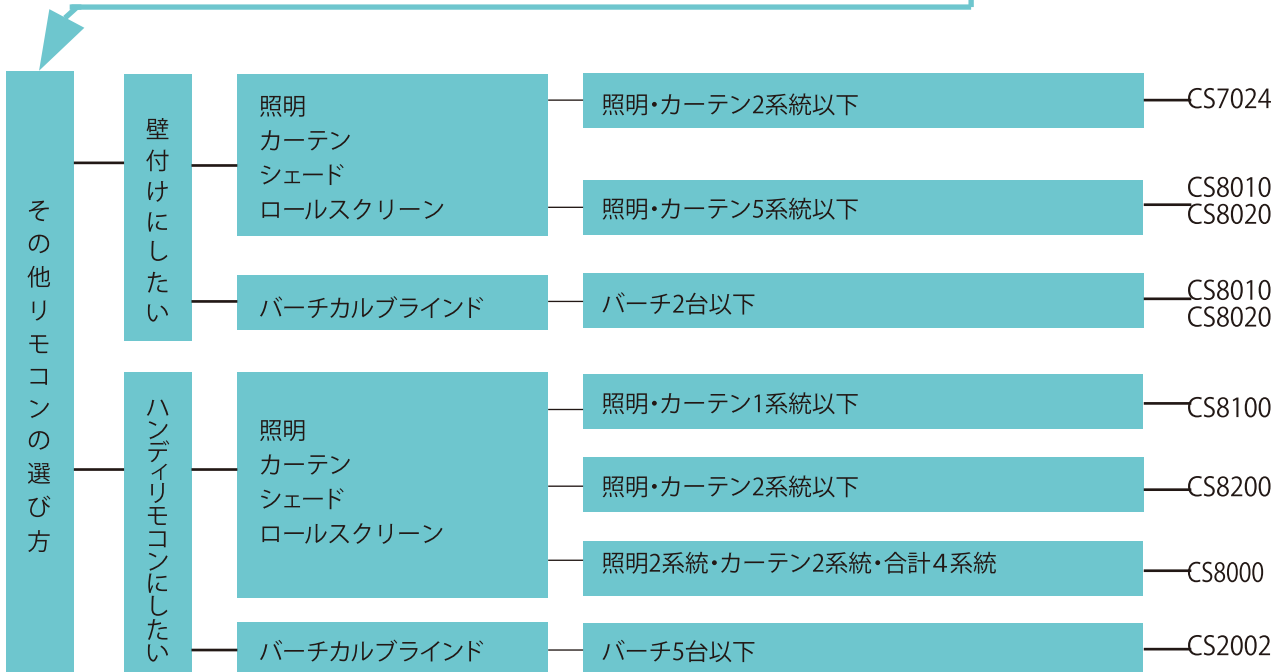 その他リモコンの選び方
壁付けにしたい
照明
カーテン
シェード
ロールスクリーン
照明・カーテン2系統以下
CS7024
照明・カーテン5系統以下
CS8010
CS8020
バーチカルブラインド
バーチ2台以下
CS8010
CS8020
ハンディリモコンにしたい
照明
カーテン
シェード
ロールスクリーン
照明・カーテン1系統以下
CS8100
照明・カーテン2系統以下
CS8200
照明2系統・カーテン2系統・合計4系統
CS8000
バーチカルブラインド
バーチ5台以下
CS2002